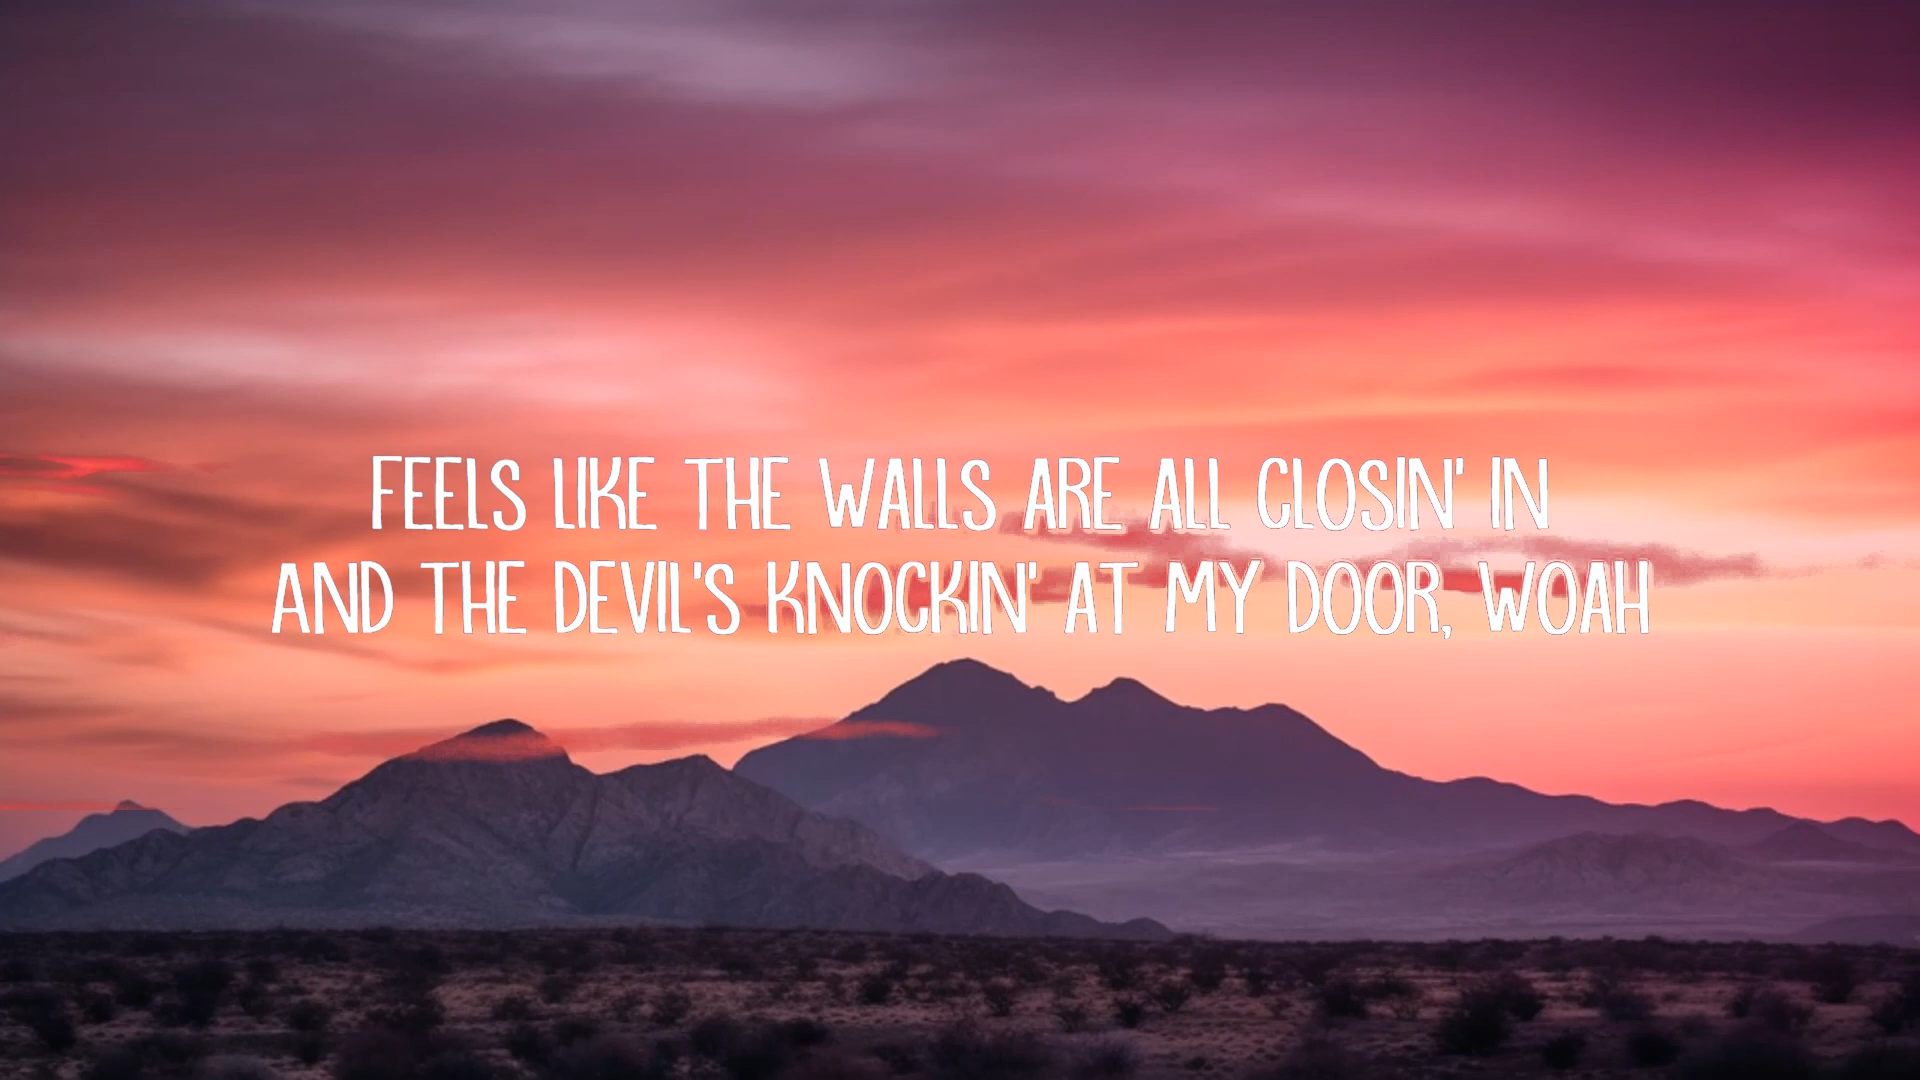 FEELS LIKE THE WALLS ARE ALL CLOSIN' IN
AND THE DEVIL'S KNOCKIN' AT MY DOOR, WOAH